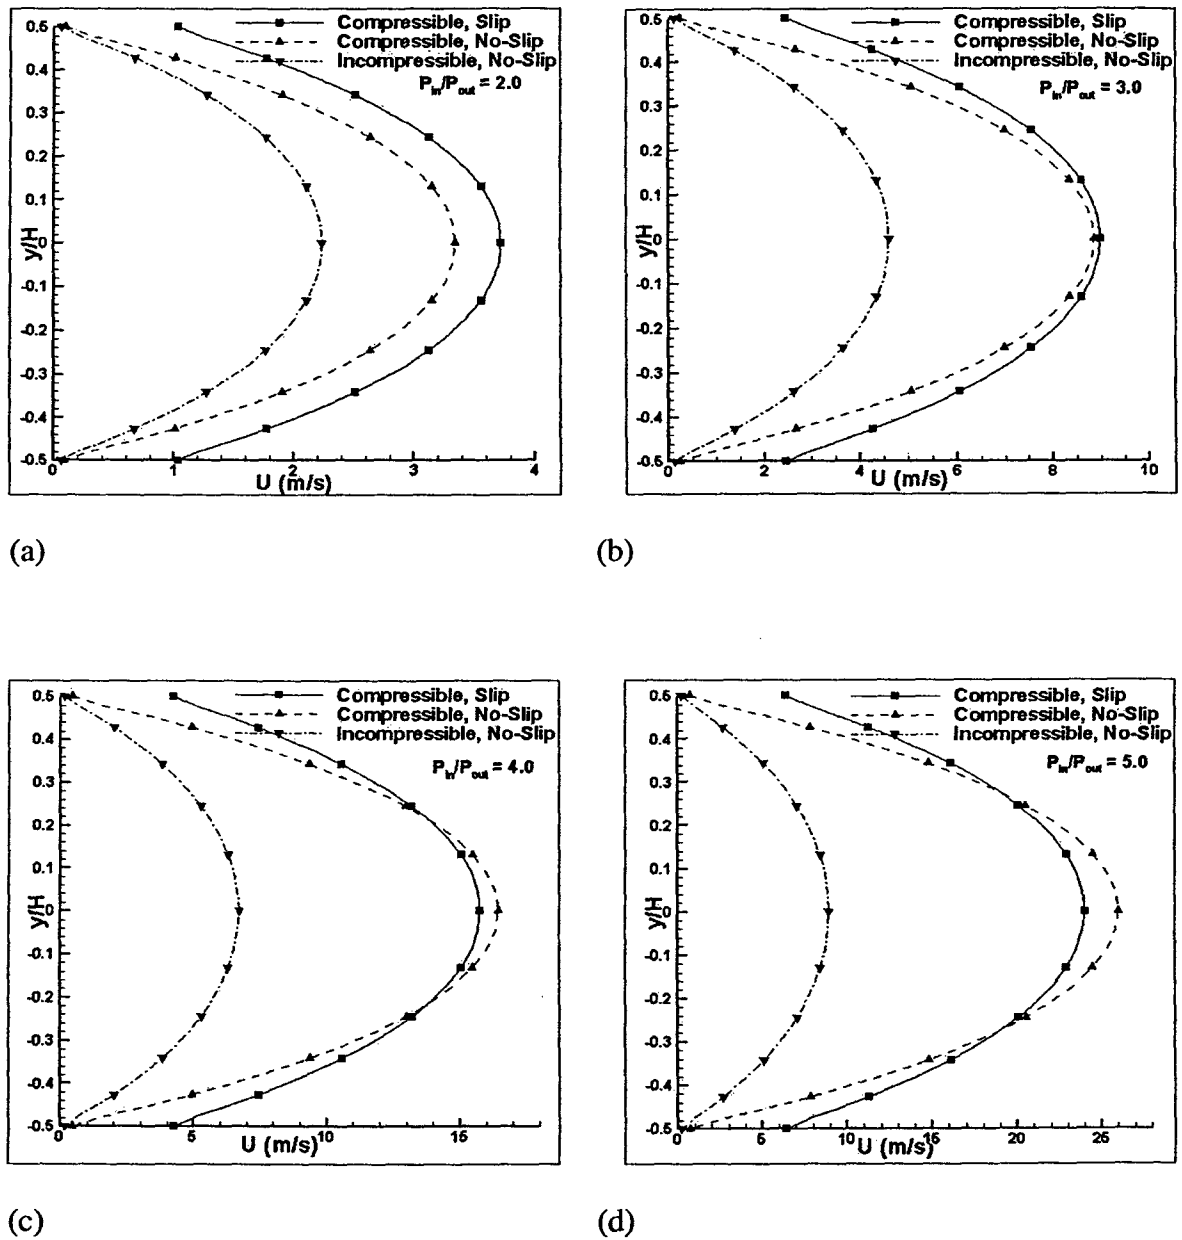 Compressible, Slip
Compressible, No-Slip
Incompressible, No-Slip
Pin/Pout = 2.0
0.5
0.4
0.3
0.2
0.1
0
-0.1
-0.2
-0.3
-0.4
-0.5
y/H
0 1 2 3 4
U (m/s)
(a)
Compressible, Slip
Compressible, No-Slip
Incompressible, No-Slip
Pin/Pout = 3.0
0.5
0.4
0.3
0.2
0.1
0
-0.1
-0.2
-0.3
-0.4
-0.5
y/H
0 2 4 6 8 10
U (m/s)
(b)
Compressible, Slip
Compressible, No-Slip
Incompressible, No-Slip
Pin/Pout = 4.0
0.5
0.4
0.3
0.2
0.1
0
-0.1
-0.2
-0.3
-0.4
-0.5
y/H
0 5 10 15
U (m/s)
(c)
Compressible, Slip
Compressible, No-Slip
Incompressible, No-Slip
Pin/Pout = 5.0
0.5
0.4
0.3
0.2
0.1
0
-0.1
-0.2
-0.3
-0.4
-0.5
y/H
0 5 10 15 20 25
U (m/s)
(d)